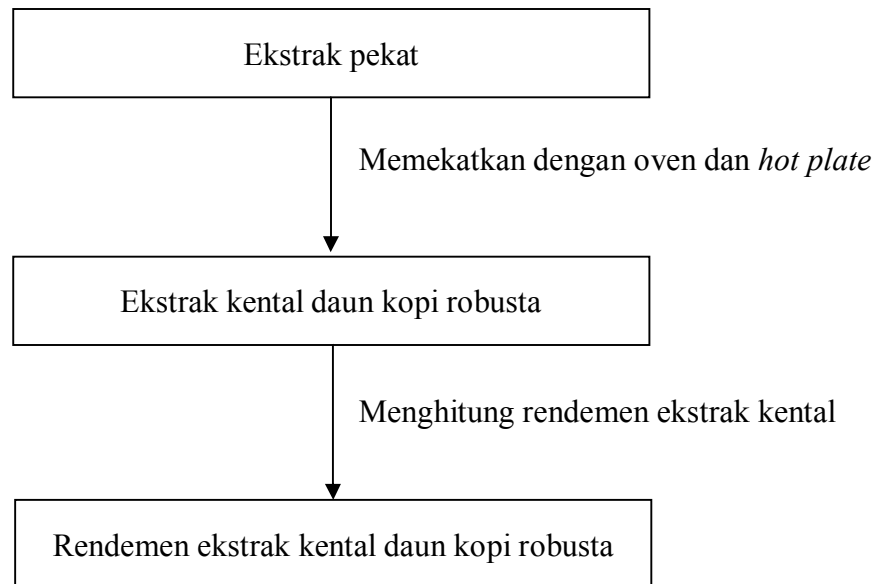 Ekstrak pekat
Memekatkan dengan oven dan hot plate
Ekstrak kental daun kopi robusta
Menghitung rendemen ekstrak kental
Rendemen ekstrak kental daun kopi robusta